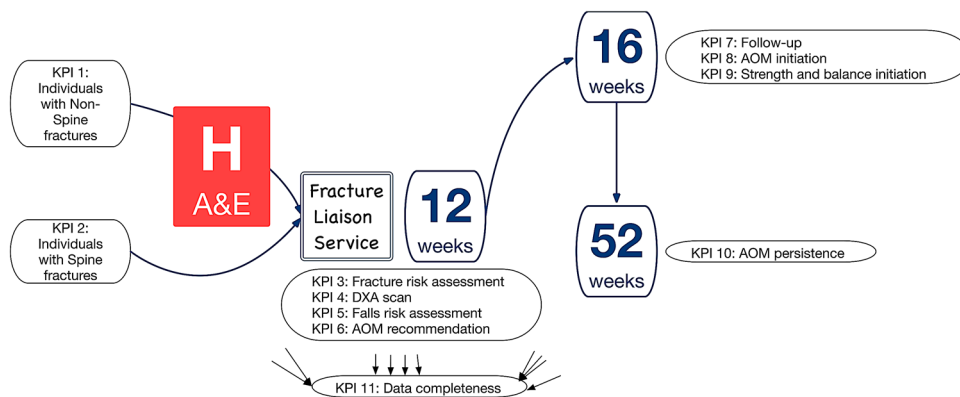 KPI 1:
Individuals
with Non-
Spine
fractures
H
A&E
KPI 2:
Individuals
with Spine
fractures
Fracture
Liaison
Service
12
weeks
KPI 3: Fracture risk assessment
KPI 4: DXA scan
KPI 5: Falls risk assessment
KPI 6: AOM recommendation
KPI 11: Data completeness
16
weeks
KPI 7: Follow-up
KPI 8: AOM initiation
KPI 9: Strength and balance initiation
52
weeks
KPI 10: AOM persistence